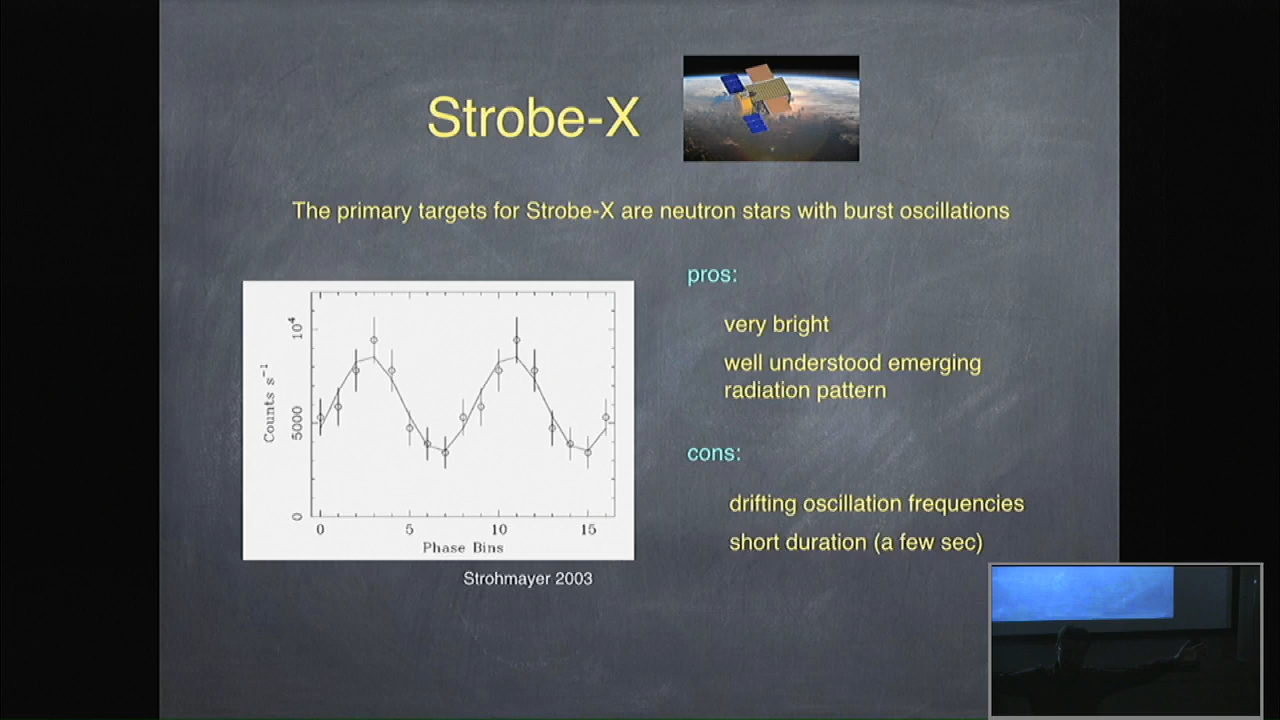 Strobe-X
The primary targets for Strobe-X are neutron stars with burst oscillations
pros:
very bright
well understood emerging
radiation pattern
cons:
drifting oscillation frequencies
short duration (a few sec)
10⁴
5000
0
Counts s⁻¹
0 5 10 15
Phase Bins
Strohmayer 2003